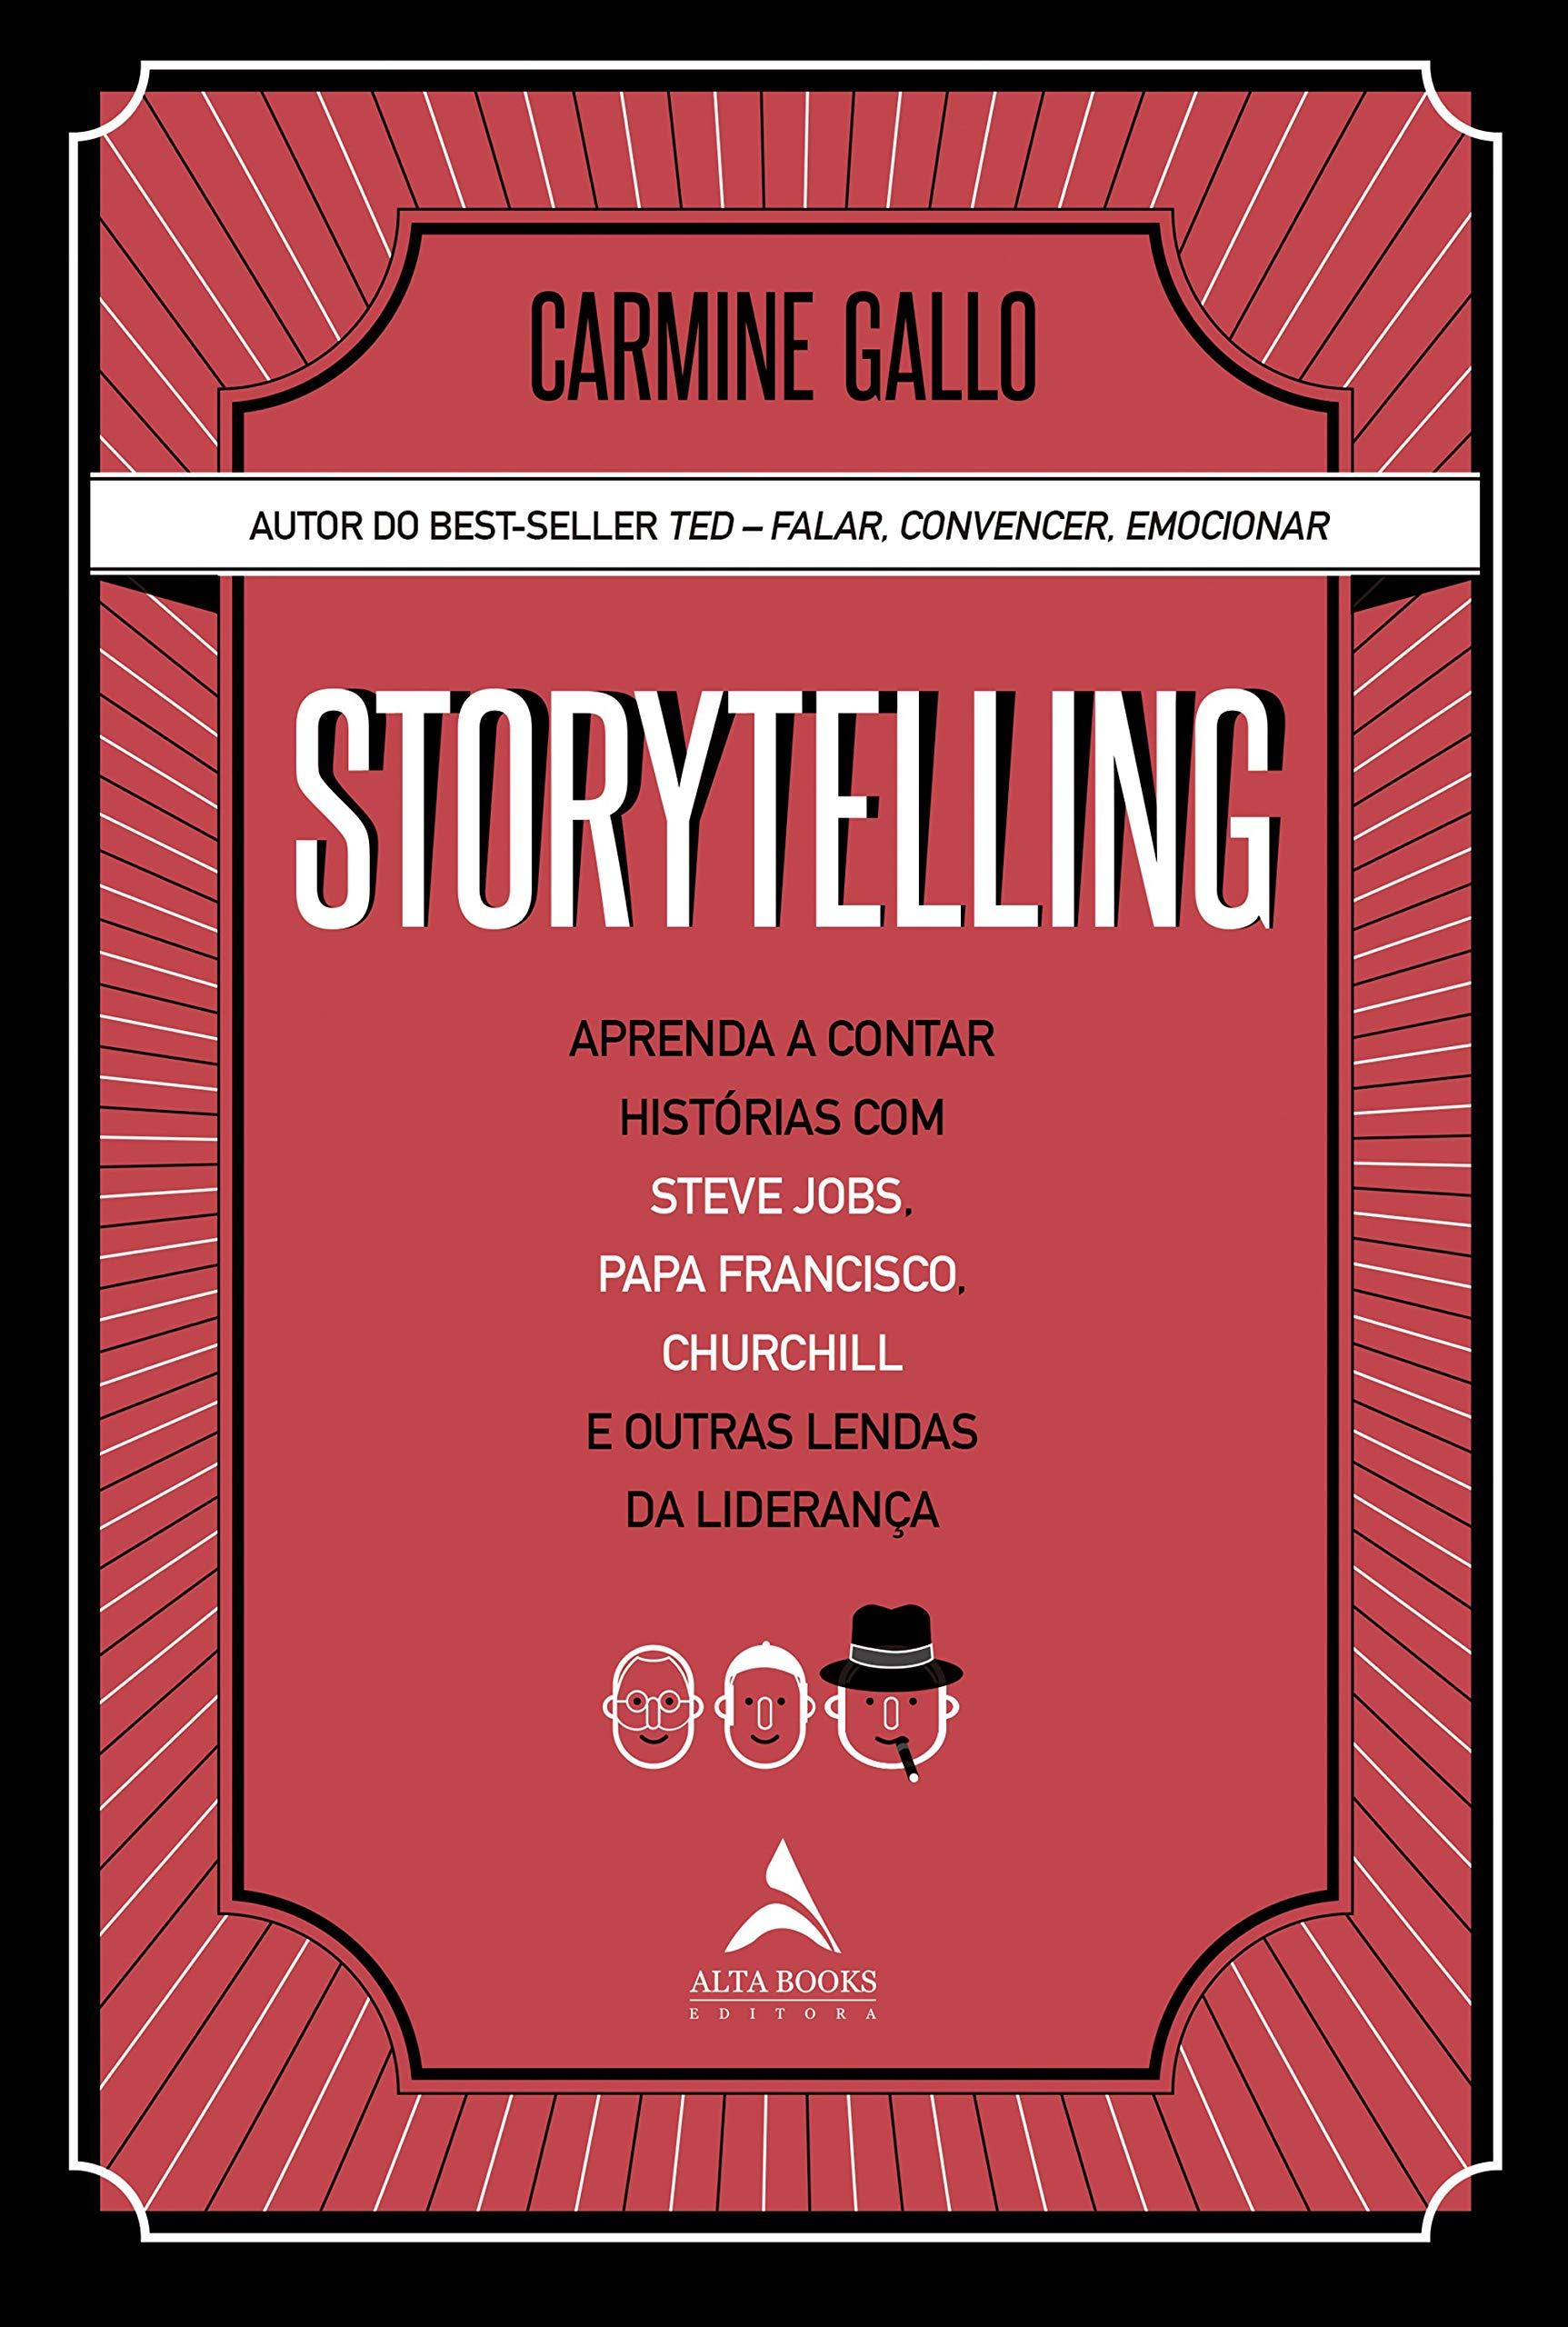 CARMINE GALLO
AUTOR DO BEST-SELLER TED – FALAR, CONVENCER, EMOCIONAR
STORYTELLING
APRENDA A CONTAR
HISTÓRIAS COM
STEVE JOBS,
PAPA FRANCISCO,
CHURCHILL
E OUTRAS LENDAS
DA LIDERANÇA
ALTA BOOKS
EDITORA